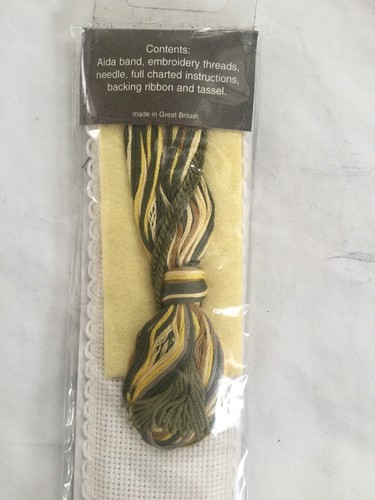 Contents:
Aida band, embroidery threads,
needle, full charted instructions,
backing ribbon and tassel.
made in Great Britain